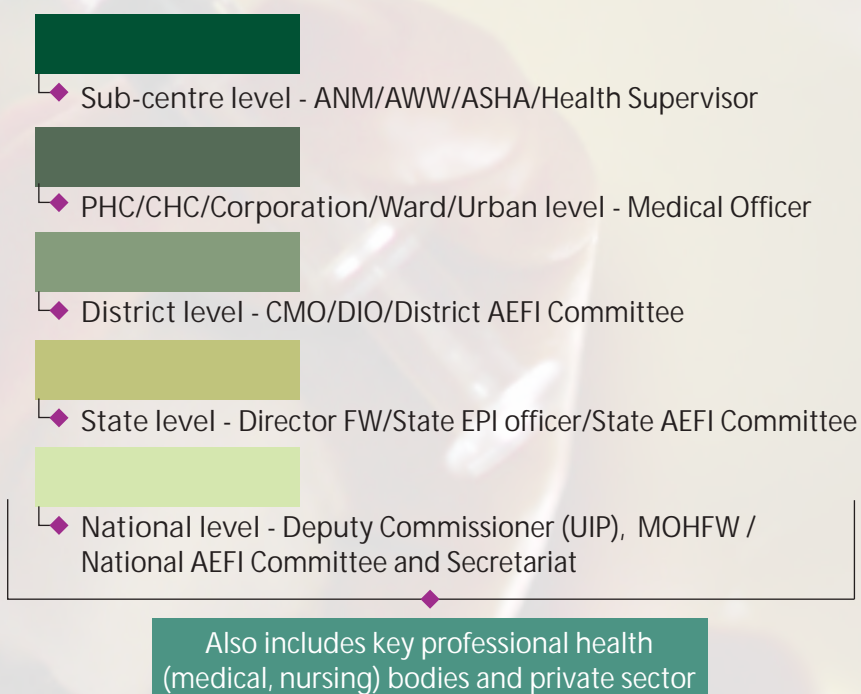 Sub-centre level - ANM/AWW/ASHA/Health Supervisor
PHC/CHC/Corporation/Ward/Urban level - Medical Officer
District level - CMO/DIO/District AEFI Committee
State level - Director FW/State EPI officer/State AEFI Committee
National level - Deputy Commissioner (UIP), MOHFW /
National AEFI Committee and Secretariat
Also includes key professional health
(medical, nursing) bodies and private sector